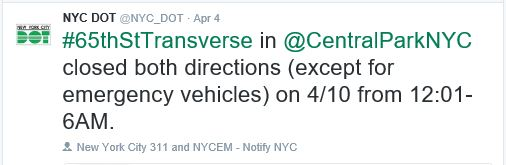 NYC DOT @NYC_DOT · Apr 4
NEW YORK CITY
DOT
#65thStTransverse in @CentralParkNYC
closed both directions (except for
emergency vehicles) on 4/10 from 12:01-
6AM.
New York City 311 and NYCEM - Notify NYC